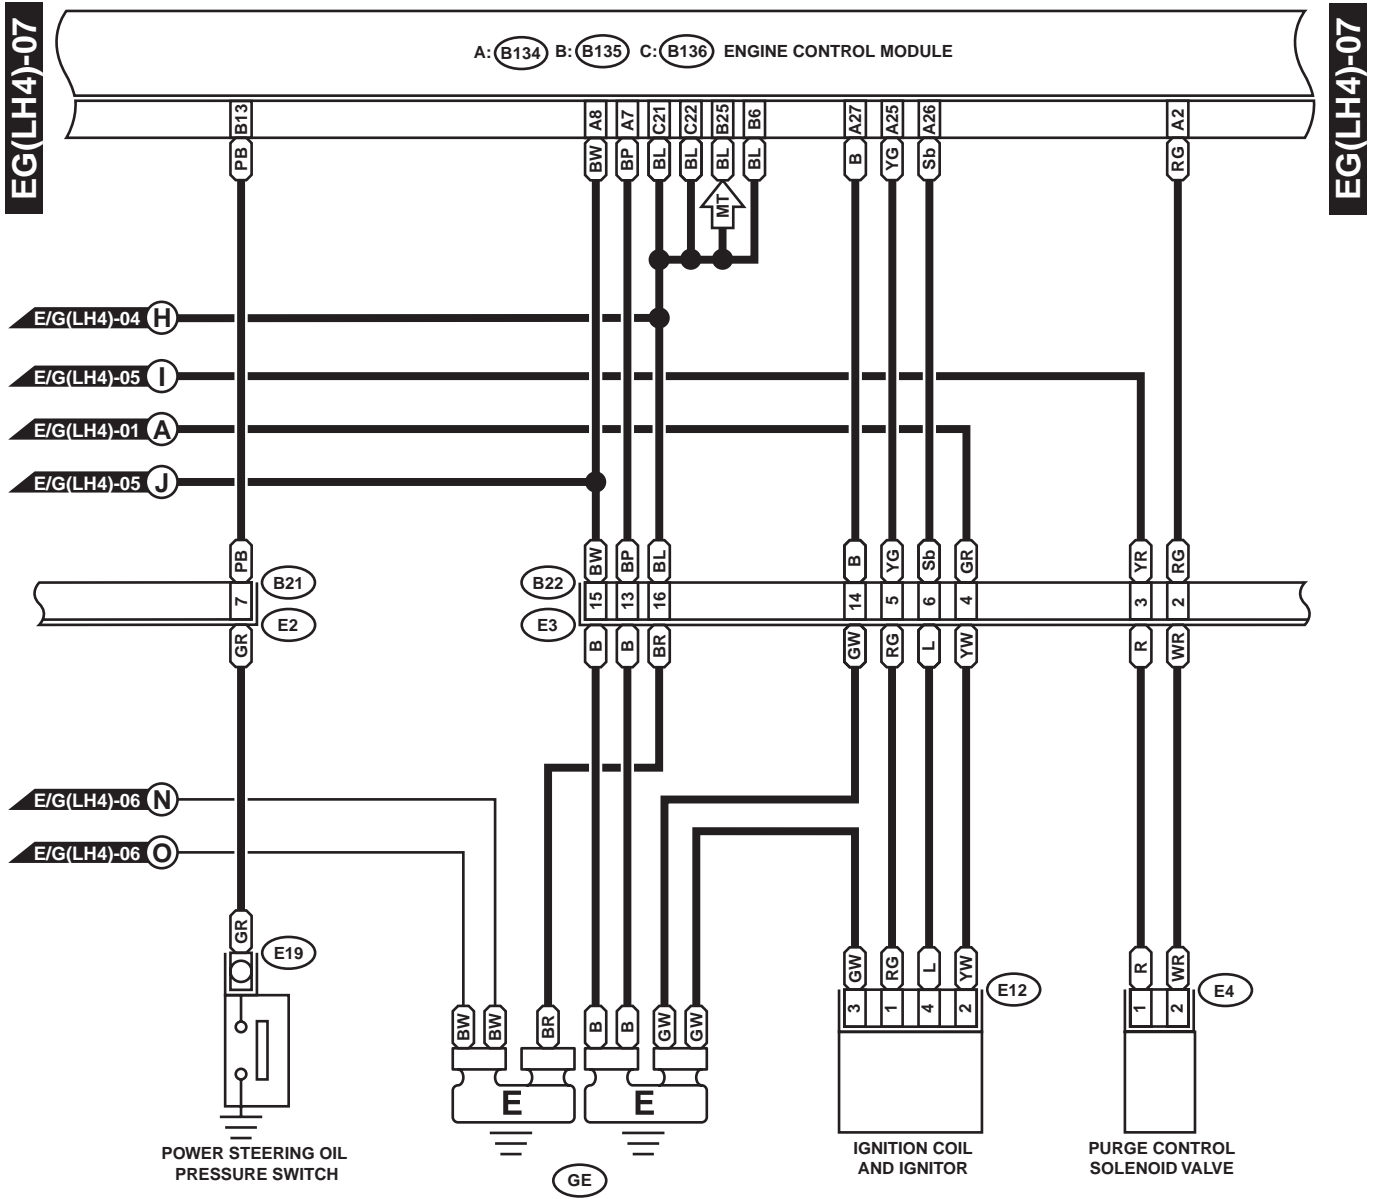 EG(LH4)-07
EG(LH4)-07
A: B134 B: B135 C: B136 ENGINE CONTROL MODULE
B13 A8 A7 C21 C22 B25 B6 A27 A25 A26 A2
PB BW BP BL BL BL BL B YG Sb RG
MT
E/G(LH4)-04 H
E/G(LH4)-05 I
E/G(LH4)-01 A
E/G(LH4)-05 J
PB BW BP BL B YG Sb GR YR RG
B21 B22
7 15 13 16 14 5 6 4 3 2
E2 E3
GR B B BR GW RG L YW R WR
E/G(LH4)-06 N
E/G(LH4)-06 O
GR
E19
GW RG L YW R WR
E12 E4
3 1 4 2 1 2
BW BW BR B B GW GW
E E
POWER STEERING OIL
PRESSURE SWITCH
GE
IGNITION COIL
AND IGNITOR
PURGE CONTROL
SOLENOID VALVE